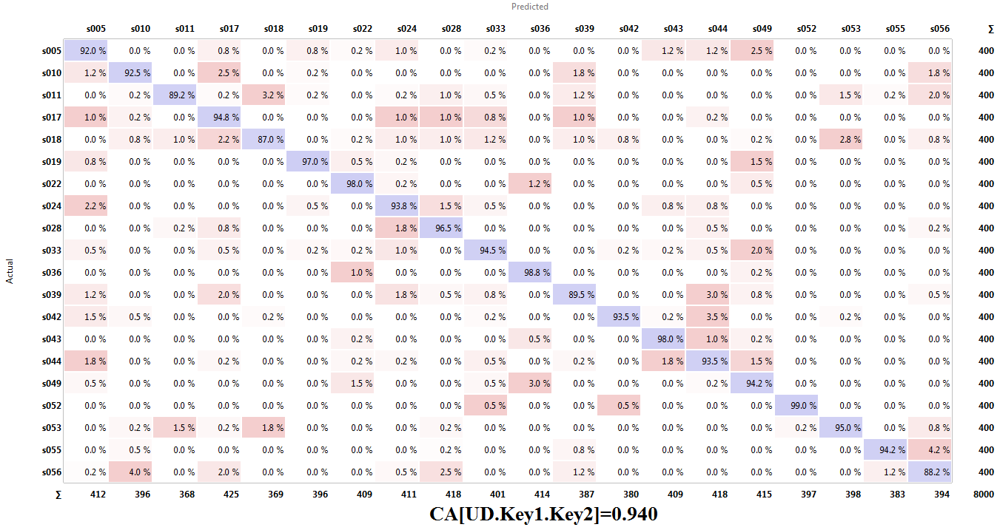 Predicted
s005 s010 s011 s017 s018 s019 s022 s024 s028 s033 s036 s039 s042 s043 s044 s049 s052 s053 s055 s056 Σ
s005 92.0 % 0.0 % 0.0 % 0.8 % 0.0 % 0.8 % 0.2 % 1.0 % 0.0 % 0.2 % 0.0 % 0.0 % 0.0 % 1.2 % 1.2 % 2.5 % 0.0 % 0.0 % 0.0 % 0.0 % 400
s010 1.2 % 92.5 % 0.0 % 2.5 % 0.0 % 0.2 % 0.0 % 0.0 % 0.0 % 0.0 % 0.0 % 1.8 % 0.0 % 0.0 % 0.0 % 0.0 % 0.0 % 0.0 % 0.0 % 1.8 % 400
s011 0.0 % 0.2 % 89.2 % 0.2 % 3.2 % 0.2 % 0.0 % 0.2 % 1.0 % 0.5 % 0.0 % 1.2 % 0.0 % 0.0 % 0.0 % 0.0 % 0.0 % 1.5 % 0.2 % 2.0 % 400
s017 1.0 % 0.2 % 0.0 % 94.8 % 0.0 % 0.0 % 0.0 % 1.0 % 1.0 % 0.8 % 0.0 % 1.0 % 0.0 % 0.0 % 0.2 % 0.0 % 0.0 % 0.0 % 0.0 % 0.0 % 400
s018 0.0 % 0.8 % 1.0 % 2.2 % 87.0 % 0.0 % 0.2 % 1.0 % 1.0 % 1.2 % 0.0 % 1.0 % 0.8 % 0.0 % 0.0 % 0.2 % 0.0 % 2.8 % 0.0 % 0.8 % 400
s019 0.8 % 0.0 % 0.0 % 0.0 % 0.0 % 97.0 % 0.5 % 0.2 % 0.0 % 0.0 % 0.0 % 0.0 % 0.0 % 0.0 % 0.0 % 1.5 % 0.0 % 0.0 % 0.0 % 0.0 % 400
s022 0.0 % 0.0 % 0.0 % 0.0 % 0.0 % 0.0 % 98.0 % 0.2 % 0.0 % 0.0 % 1.2 % 0.0 % 0.0 % 0.0 % 0.0 % 0.5 % 0.0 % 0.0 % 0.0 % 0.0 % 400
s024 2.2 % 0.0 % 0.0 % 0.0 % 0.0 % 0.5 % 0.0 % 93.8 % 1.5 % 0.5 % 0.0 % 0.0 % 0.0 % 0.8 % 0.8 % 0.0 % 0.0 % 0.0 % 0.0 % 0.0 % 400
s028 0.0 % 0.0 % 0.2 % 0.8 % 0.0 % 0.0 % 0.0 % 1.8 % 96.5 % 0.0 % 0.0 % 0.0 % 0.0 % 0.0 % 0.5 % 0.0 % 0.0 % 0.0 % 0.0 % 0.2 % 400
s033 0.5 % 0.0 % 0.0 % 0.5 % 0.0 % 0.2 % 0.2 % 1.0 % 0.0 % 94.5 % 0.0 % 0.0 % 0.2 % 0.2 % 0.5 % 2.0 % 0.0 % 0.0 % 0.0 % 0.0 % 400
s036 0.0 % 0.0 % 0.0 % 0.0 % 0.0 % 0.0 % 1.0 % 0.0 % 0.0 % 0.0 % 98.8 % 0.0 % 0.0 % 0.0 % 0.0 % 0.2 % 0.0 % 0.0 % 0.0 % 0.0 % 400
s039 1.2 % 0.0 % 0.0 % 2.0 % 0.0 % 0.0 % 0.0 % 1.8 % 0.5 % 0.8 % 0.0 % 89.5 % 0.0 % 0.0 % 3.0 % 0.8 % 0.0 % 0.0 % 0.0 % 0.5 % 400
s042 1.5 % 0.5 % 0.0 % 0.0 % 0.2 % 0.0 % 0.0 % 0.0 % 0.0 % 0.2 % 0.0 % 0.0 % 93.5 % 0.2 % 3.5 % 0.0 % 0.0 % 0.2 % 0.0 % 0.0 % 400
s043 0.0 % 0.0 % 0.0 % 0.0 % 0.0 % 0.0 % 0.2 % 0.0 % 0.0 % 0.0 % 0.5 % 0.0 % 0.0 % 98.0 % 1.0 % 0.2 % 0.0 % 0.0 % 0.0 % 0.0 % 400
s044 1.8 % 0.0 % 0.0 % 0.2 % 0.0 % 0.0 % 0.2 % 0.2 % 0.0 % 0.5 % 0.0 % 0.2 % 0.0 % 1.8 % 93.5 % 1.5 % 0.0 % 0.0 % 0.0 % 0.0 % 400
s049 0.5 % 0.0 % 0.0 % 0.0 % 0.0 % 0.0 % 1.5 % 0.0 % 0.0 % 0.5 % 3.0 % 0.0 % 0.0 % 0.0 % 0.2 % 94.2 % 0.0 % 0.0 % 0.0 % 0.0 % 400
s052 0.0 % 0.0 % 0.0 % 0.0 % 0.0 % 0.0 % 0.0 % 0.0 % 0.0 % 0.5 % 0.0 % 0.0 % 0.5 % 0.0 % 0.0 % 0.0 % 99.0 % 0.0 % 0.0 % 0.0 % 400
s053 0.0 % 0.2 % 1.5 % 0.2 % 1.8 % 0.0 % 0.0 % 0.0 % 0.2 % 0.0 % 0.0 % 0.0 % 0.0 % 0.0 % 0.0 % 0.0 % 0.2 % 95.0 % 0.0 % 0.8 % 400
s055 0.0 % 0.5 % 0.0 % 0.0 % 0.0 % 0.0 % 0.0 % 0.0 % 0.2 % 0.0 % 0.0 % 0.8 % 0.0 % 0.0 % 0.0 % 0.0 % 0.0 % 0.0 % 94.2 % 4.2 % 400
s056 0.2 % 4.0 % 0.0 % 2.0 % 0.0 % 0.0 % 0.0 % 0.5 % 2.5 % 0.0 % 0.0 % 1.2 % 0.0 % 0.0 % 0.0 % 0.0 % 0.0 % 0.0 % 1.2 % 88.2 % 400
Σ 412 396 368 425 369 396 409 411 418 401 414 387 380 409 418 415 397 398 383 394 8000
Actual
CA[UD.Key1.Key2]=0.940